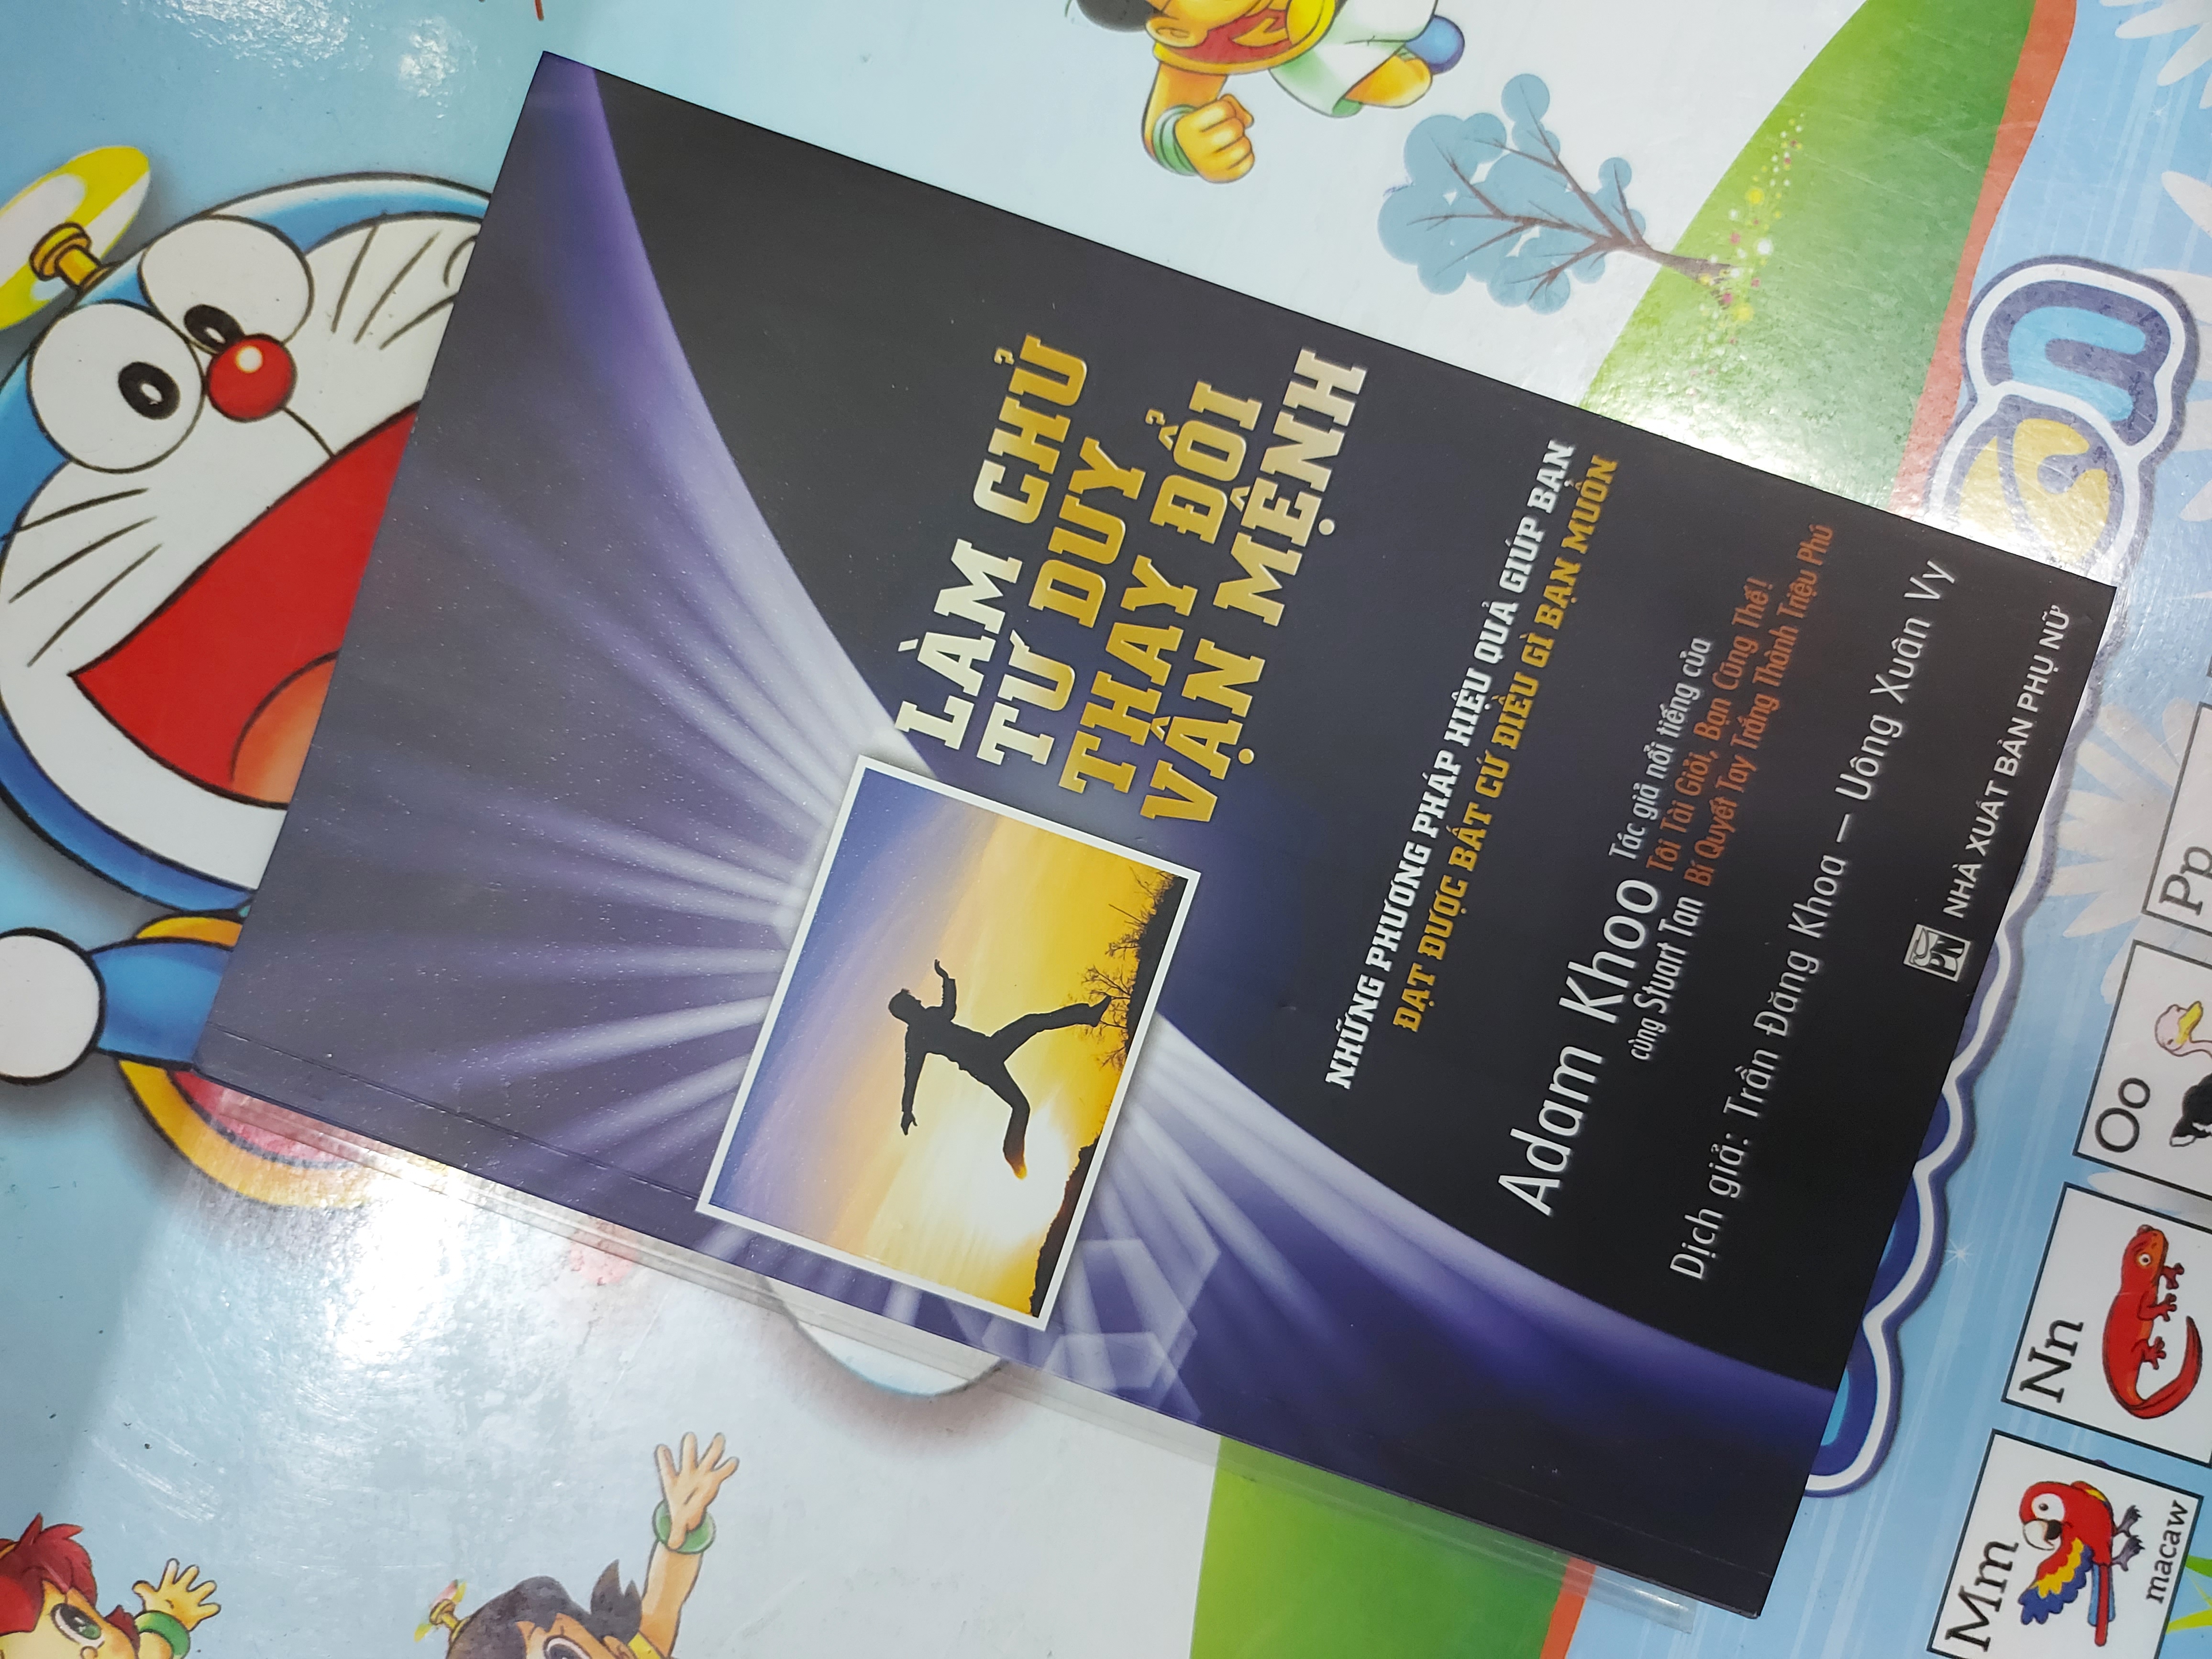 LÀM CHỦ
TƯ DUY
THAY ĐỔI
VẬN MỆNH
NHỮNG PHƯƠNG PHÁP HIỆU QUẢ GIÚP BẠN
ĐẠT ĐƯỢC BẤT CỨ ĐIỀU GÌ BẠN MUỐN
Adam Khoo
cùng Stuart Tan
Tác giả nổi tiếng của
Tôi Tài Giỏi, Bạn Cũng Thế!
Bí Quyết Tay Trắng Thành Triệu Phú
Dịch giả: Trần Đăng Khoa – Uông Xuân Vy
PN
NHÀ XUẤT BẢN PHỤ NỮ
Mm
macaw
Nn
Oo
Pp